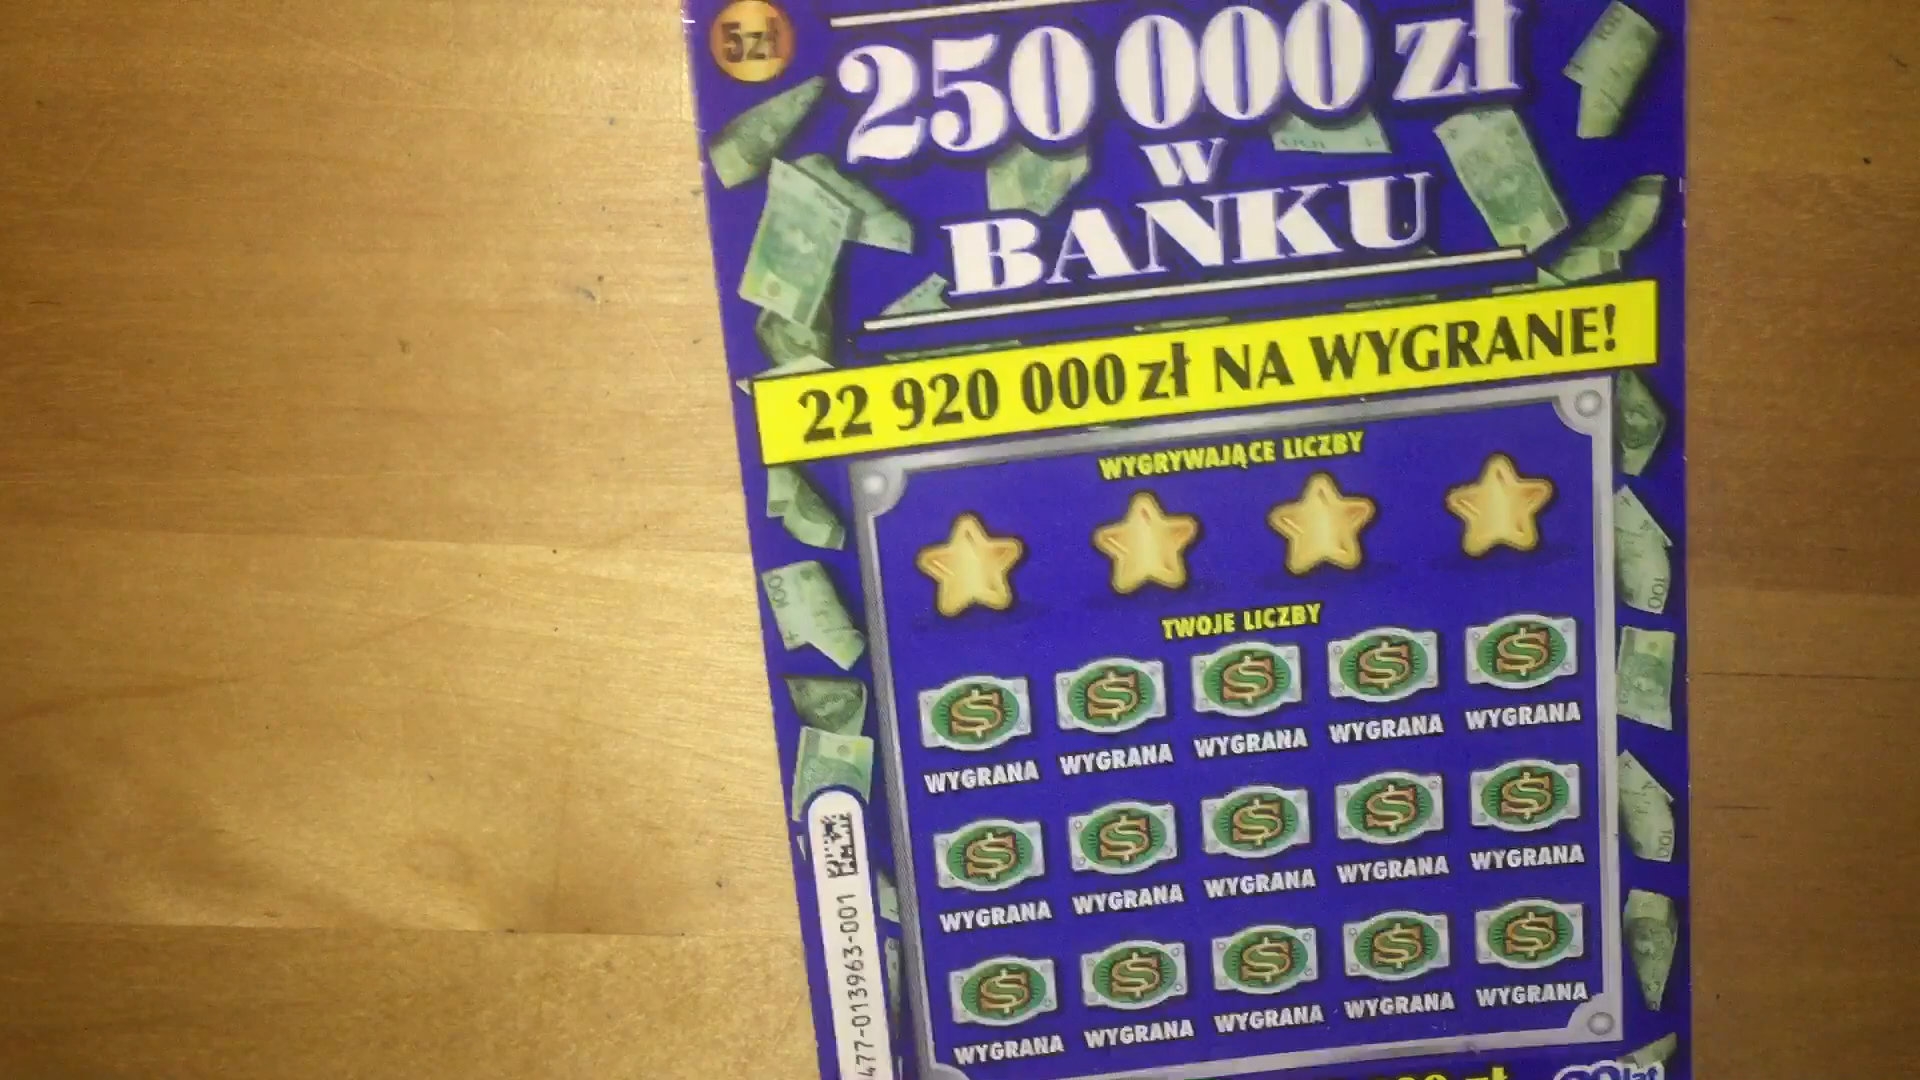 5zł
250 000 zł
W
BANKU
22 920 000 zł NA WYGRANE!
WYGRYWAJĄCE LICZBY
TWOJE LICZBY
WYGRANA WYGRANA WYGRANA WYGRANA WYGRANA
WYGRANA WYGRANA WYGRANA WYGRANA WYGRANA
WYGRANA WYGRANA WYGRANA WYGRANA WYGRANA
477-013963-001